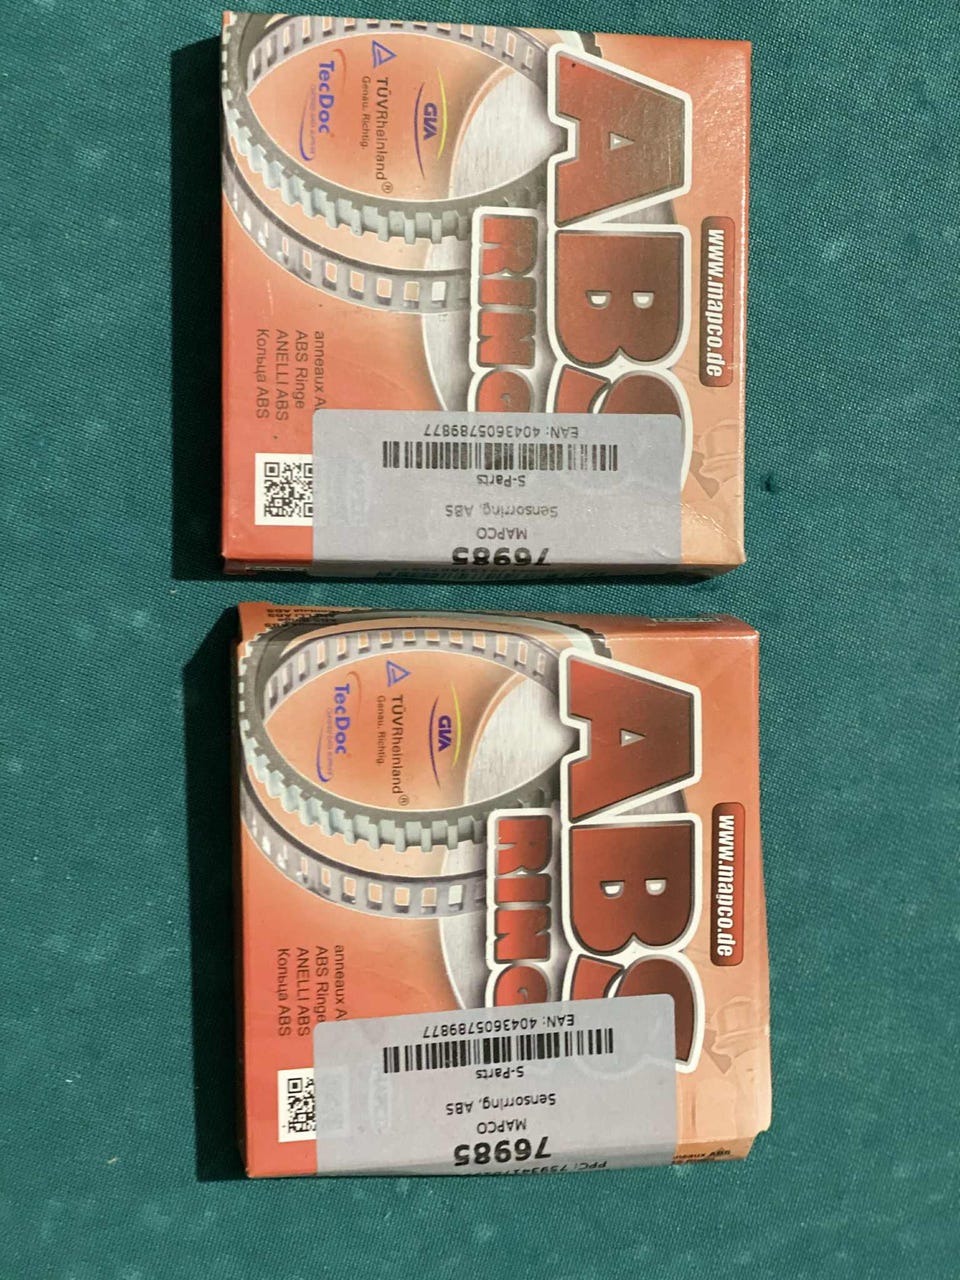 www.mapco.de
ABS
RING
GVA
TÜVRheinland®
Genau. Richtig.
TecDoc
anneaux A
ABS Ringe
ANELLI ABS
Кольца ABS
76985
MAPCO
Sensorring, ABS
S-Parts
EAN: 4043605789877
www.mapco.de
ABS
RING
GVA
TÜVRheinland®
Genau. Richtig.
TecDoc
anneaux A
ABS Ringe
ANELLI ABS
Кольца ABS
76985
MAPCO
Sensorring, ABS
S-Parts
EAN: 4043605789877